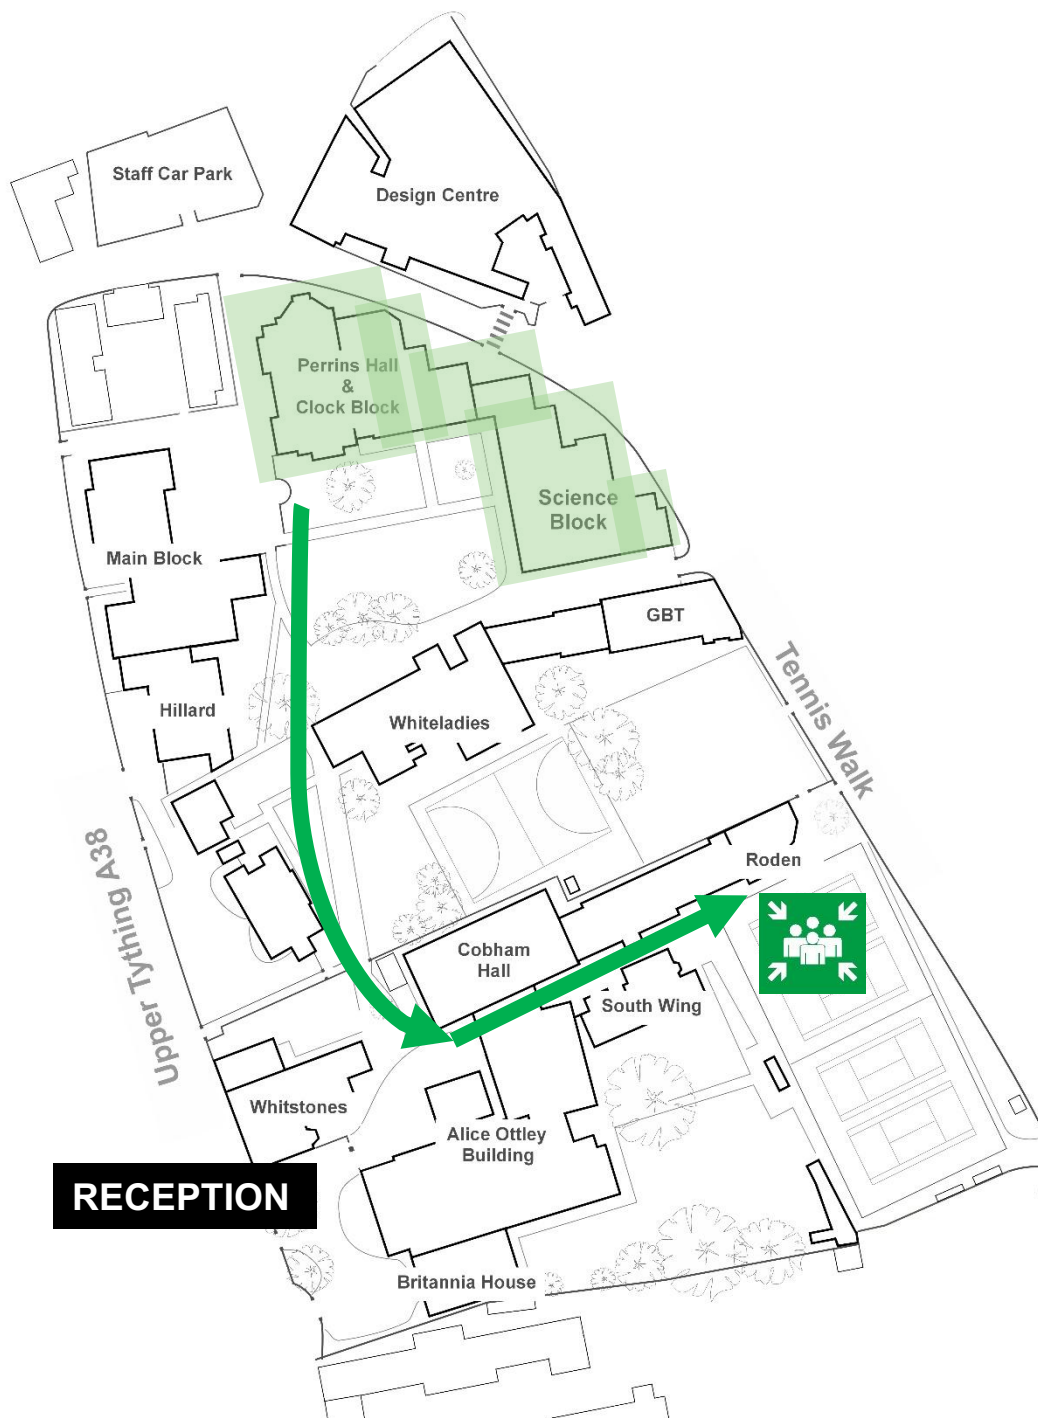 Staff Car Park
Design Centre
Perrins Hall
&
Clock Block
Science
Block
Main Block
GBT
Hillard
Whiteladies
Tennis Walk
Upper Tything A38
Roden
Cobham
Hall
South Wing
Whitstones
Alice Ottley
Building
RECEPTION
Britannia House